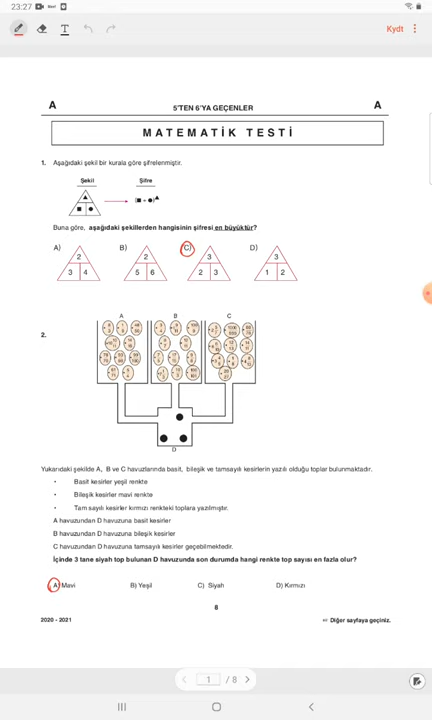 23:27
Kydt
A
5'TEN 6'YA GEÇENLER
A
MATEMATİK TESTİ
1. Aşağıdaki şekil bir kurala göre şifrelenmiştir.
Şekil
Şifre
Buna göre, aşağıdaki şekillerden hangisinin şifresi en büyüktür?
A)
B)
C)
D)
2
2
3
3
3 4
5 6
2 3
1 2
A
B
C
2.
D
Yukarıdaki şekilde A, B ve C havuzlarında basit, bileşik ve tamsayılı kesirlerin yazılı olduğu toplar bulunmaktadır.
• Basit kesirler yeşil renkte
• Bileşik kesirler mavi renkte
• Tam sayılı kesirler kırmızı renkteki toplara yazılmıştır.
A havuzundan D havuzuna basit kesirler
B havuzundan D havuzuna bileşik kesirler
C havuzundan D havuzuna tamsayılı kesirler geçebilmektedir.
İçinde 3 tane siyah top bulunan D havuzunda son durumda hangi renkte top sayısı en fazla olur?
A) Mavi
B) Yeşil
C) Siyah
D) Kırmızı
8
2020 - 2021
Diğer sayfaya geçiniz.
1 / 8